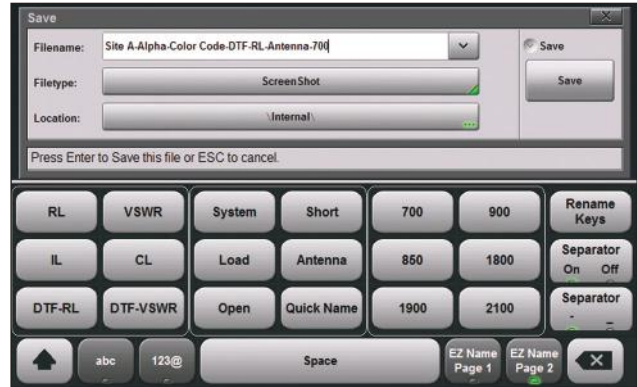 Save
Filename: Site A-Alpha-Color Code-DTF-RL-Antenna-700 Save
Filetype: ScreenShot Save
Location: \Internal\
Press Enter to Save this file or ESC to cancel.
RL VSWR System Short 700 900 Rename Keys
IL CL Load Antenna 850 1800 Separator On Off
DTF-RL DTF-VSWR Open Quick Name 1900 2100 Separator - _
abc 123@ Space EZ Name Page 1 EZ Name Page 2